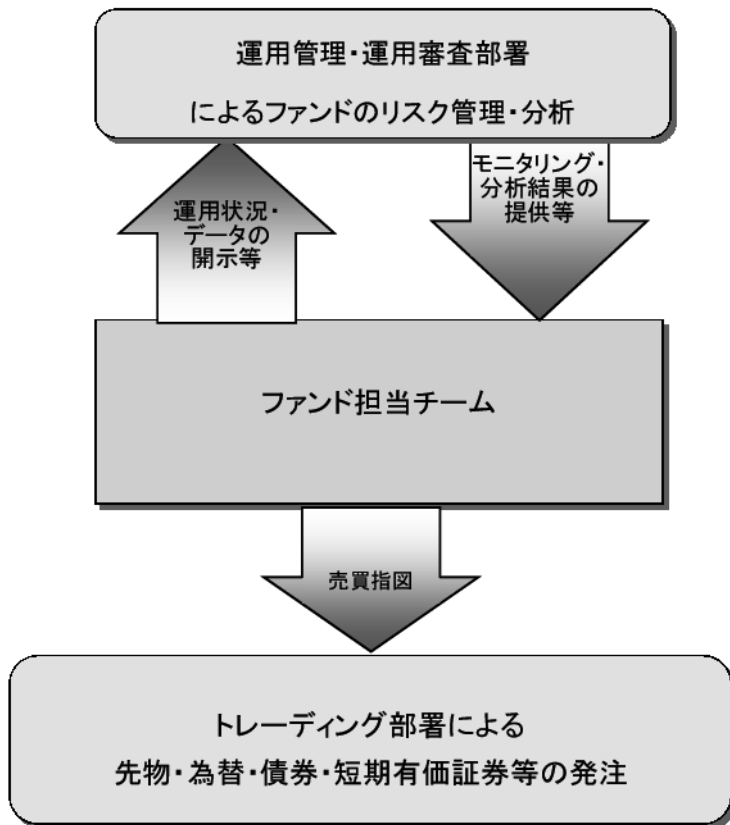 運用管理・運用審査部署
によるファンドのリスク管理・分析
運用状況・
データの
開示等
モニタリング・
分析結果の
提供等
ファンド担当チーム
売買指図
トレーディング部署による
先物・為替・債券・短期有価証券等の発注